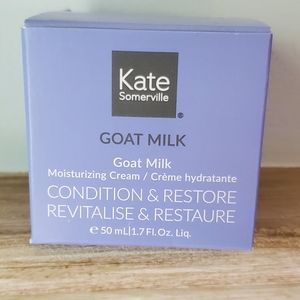 Kate
Somerville
®
GOAT MILK
Goat Milk
Moisturizing Cream / Crème hydratante
CONDITION & RESTORE
REVITALISE & RESTAURE
℮ 50 mL|1.7 Fl. Oz. Liq.